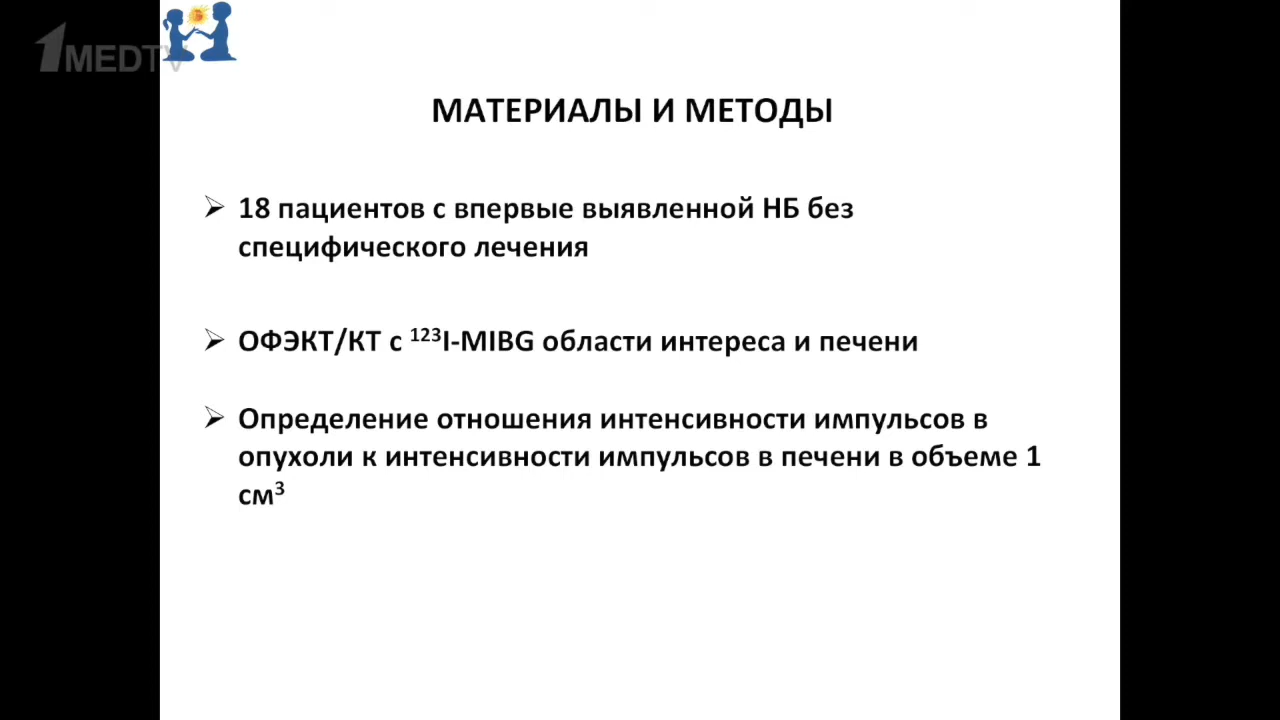 1MEDTV
МАТЕРИАЛЫ И МЕТОДЫ
18 пациентов с впервые выявленной НБ без
специфического лечения
ОФЭКТ/КТ с ¹²³I-MIBG области интереса и печени
Определение отношения интенсивности импульсов в
опухоли к интенсивности импульсов в печени в объеме 1
см³